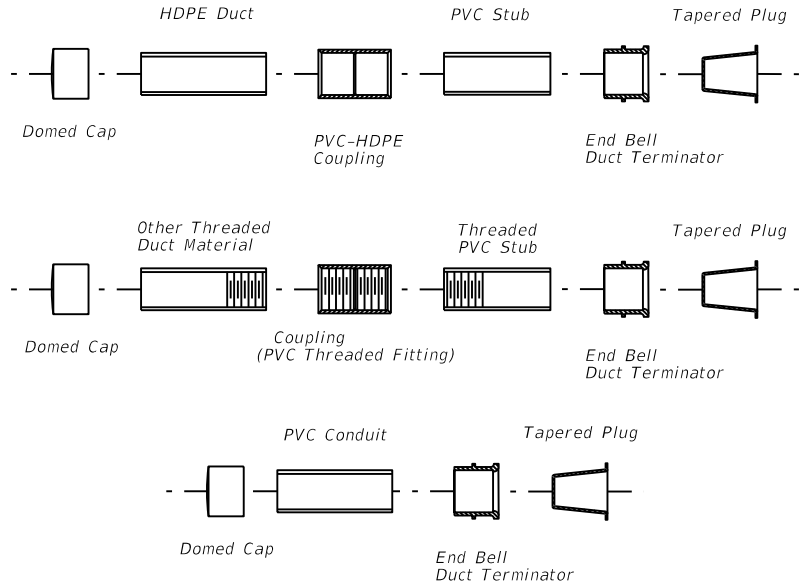 HDPE Duct
PVC Stub
Tapered Plug
Domed Cap
PVC-HDPE
Coupling
End Bell
Duct Terminator
Other Threaded
Duct Material
Threaded
PVC Stub
Tapered Plug
Domed Cap
Coupling
(PVC Threaded Fitting)
End Bell
Duct Terminator
PVC Conduit
Tapered Plug
Domed Cap
End Bell
Duct Terminator